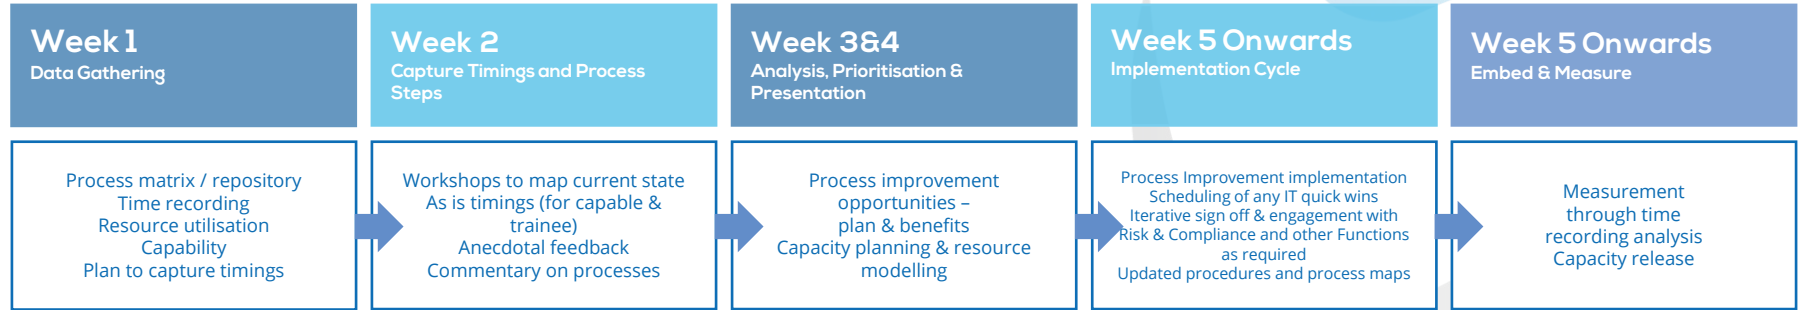 Week 1
Data Gathering
Process matrix / repository
Time recording
Resource utilisation
Capability
Plan to capture timings
Week 2
Capture Timings and Process
Steps
Workshops to map current state
As is timings (for capable &
trainee)
Anecdotal feedback
Commentary on processes
Week 3&4
Analysis, Prioritisation &
Presentation
Process improvement
opportunities –
plan & benefits
Capacity planning & resource
modelling
Week 5 Onwards
Implementation Cycle
Process Improvement implementation
Scheduling of any IT quick wins
Iterative sign off & engagement with
Risk & Compliance and other Functions
as required
Updated procedures and process maps
Week 5 Onwards
Embed & Measure
Measurement
through time
recording analysis
Capacity release